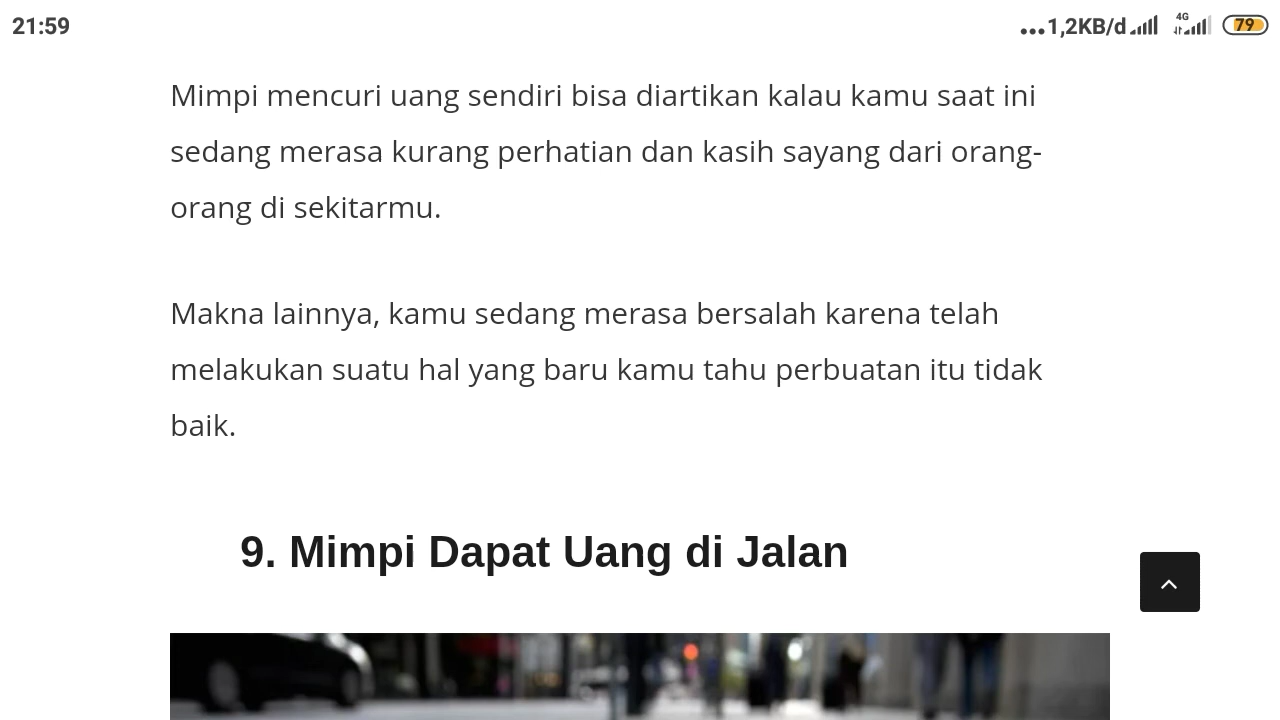 21:59
...1,2KB/d 4G 79
Mimpi mencuri uang sendiri bisa diartikan kalau kamu saat ini
sedang merasa kurang perhatian dan kasih sayang dari orang-
orang di sekitarmu.
Makna lainnya, kamu sedang merasa bersalah karena telah
melakukan suatu hal yang baru kamu tahu perbuatan itu tidak
baik.
9. Mimpi Dapat Uang di Jalan